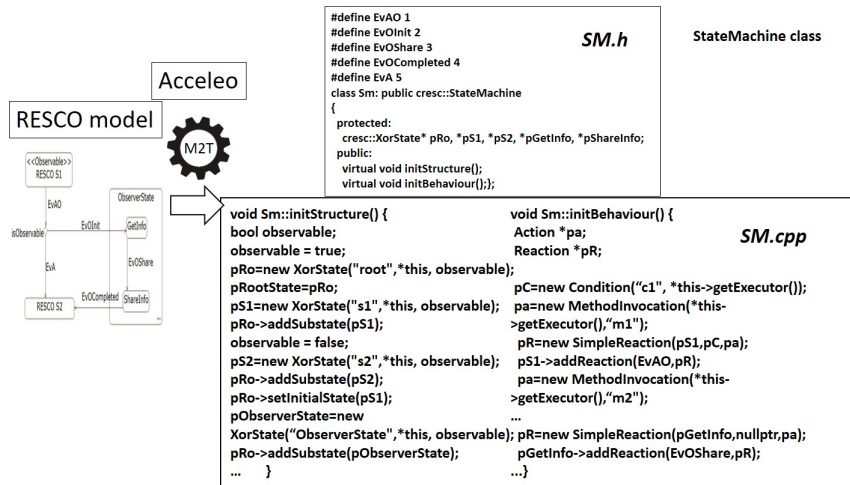 #define EvAO 1
#define EvOInit 2
#define EvOShare 3
#define EvOCompleted 4
#define EvA 5
class Sm: public cresc::StateMachine
{
protected:
cresc::XorState* pRo, *pS1, *pS2, *pGetInfo, *pShareInfo;
public:
virtual void initStructure();
virtual void initBehaviour();};
SM.h
StateMachine class
Acceleo
RESCO model
M2T
<<Observable>>
RESCO S1
EvAO
isObservable
EvOInit
ObserverState
GetInfo
EvOShare
EvA
EvOCompleted
ShareInfo
RESCO S2
void Sm::initStructure() {
bool observable;
observable = true;
pRo=new XorState("root",*this, observable);
pRootState=pRo;
pS1=new XorState("s1",*this, observable);
pRo->addSubstate(pS1);
observable = false;
pS2=new XorState("s2",*this, observable);
pRo->addSubstate(pS2);
pRo->setInitialState(pS1);
pObserverState=new
XorState(“ObserverState",*this, observable);
pRo->addSubstate(pObserverState);
... }
void Sm::initBehaviour() {
Action *pa;
Reaction *pR;
pC=new Condition(“c1", *this->getExecutor());
pa=new MethodInvocation(*this-
>getExecutor(),“m1");
pR=new SimpleReaction(pS1,pC,pa);
pS1->addReaction(EvAO,pR);
pa=new MethodInvocation(*this-
>getExecutor(),“m2");
...
pR=new SimpleReaction(pGetInfo,nullptr,pa);
pGetInfo->addReaction(EvOShare,pR);
...}
SM.cpp